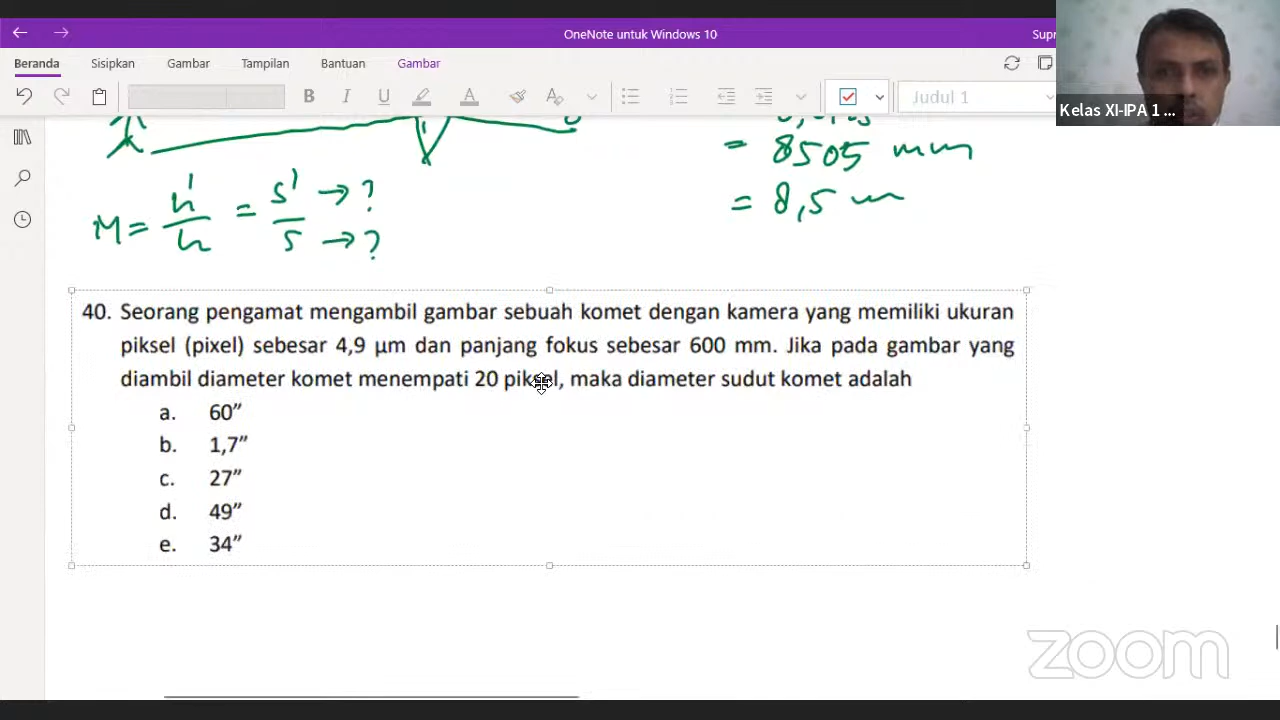 OneNote untuk Windows 10
Supr
Beranda Sisipkan Gambar Tampilan Bantuan Gambar
B I U A Judul 1
Kelas XI-IPA 1 ...
= 8505 mm
= 8,5 m
M = h' = s' → ?
h s → ?
40. Seorang pengamat mengambil gambar sebuah komet dengan kamera yang memiliki ukuran
piksel (pixel) sebesar 4,9 μm dan panjang fokus sebesar 600 mm. Jika pada gambar yang
diambil diameter komet menempati 20 piksel, maka diameter sudut komet adalah
a. 60”
b. 1,7”
c. 27”
d. 49”
e. 34”
zoom